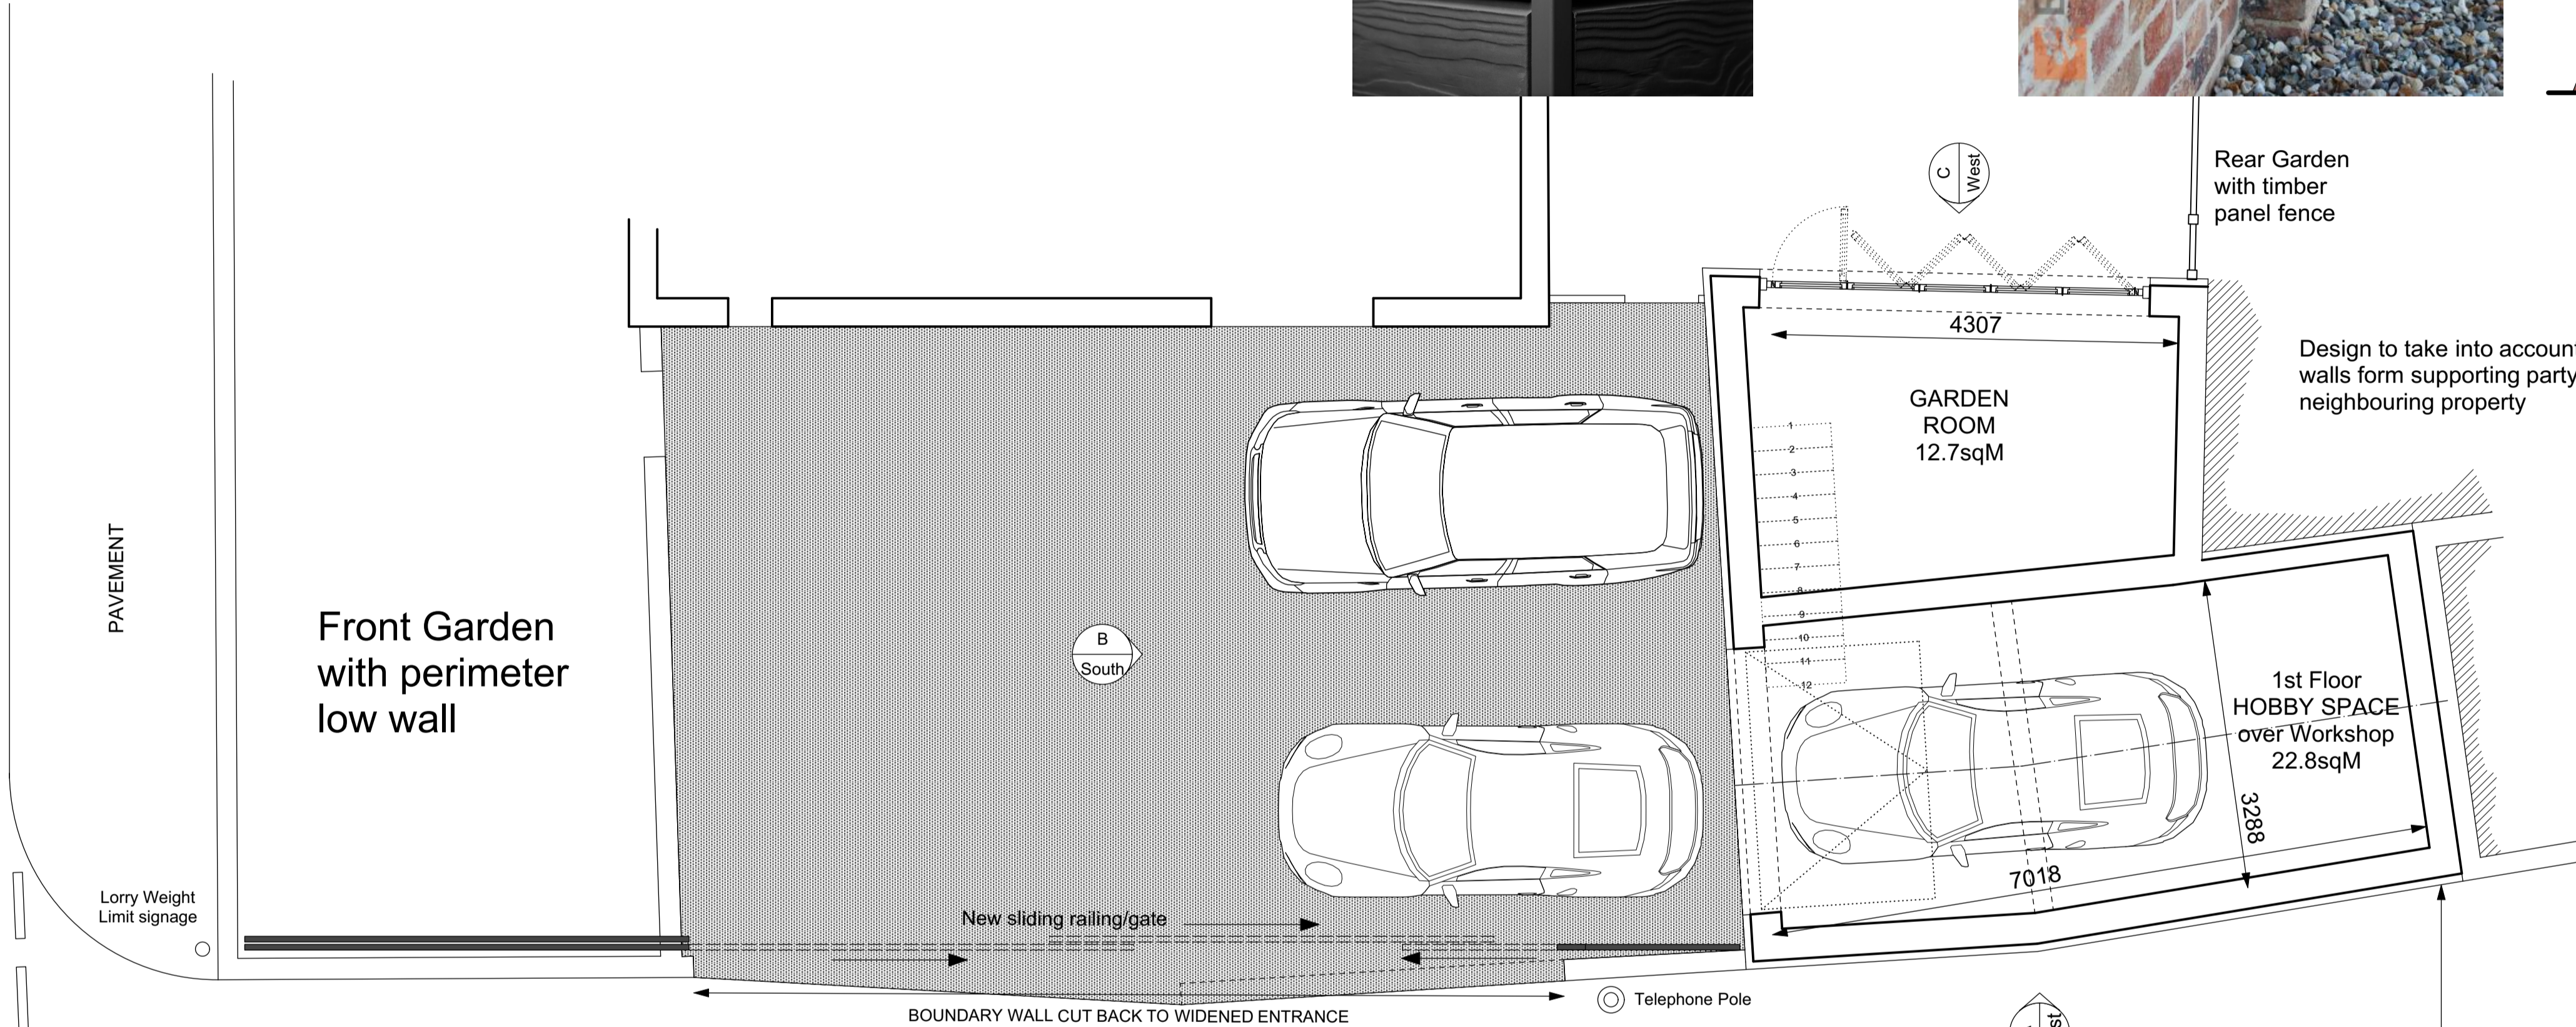 C
West
Rear Garden
with timber
panel fence
4307
Design to take into account
walls form supporting party
neighbouring property
GARDEN
ROOM
12.7sqM
1
2
3
4
5
6
7
8
9
10
11
12
PAVEMENT
Front Garden
with perimeter
low wall
B
South
1st Floor
HOBBY SPACE
over Workshop
22.8sqM
3288
7018
Lorry Weight
Limit signage
New sliding railing/gate
Telephone Pole
BOUNDARY WALL CUT BACK TO WIDENED ENTRANCE